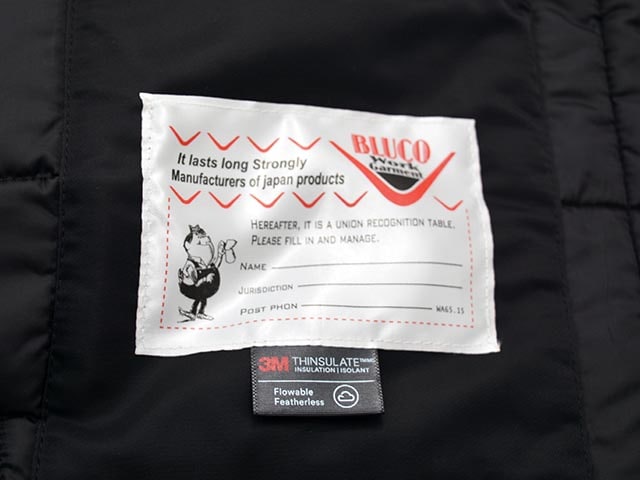 BLUCO
Work
Garment
It lasts long Strongly
Manufacturers of japan products
HEREAFTER, IT IS A UNION RECOGNITION TABLE.
PLEASE FILL IN AND MANAGE.
NAME
JURISDICTION
POST PHON
WA65.15
3M THINSULATE™
INSULATION | ISOLANT
Flowable
Featherless